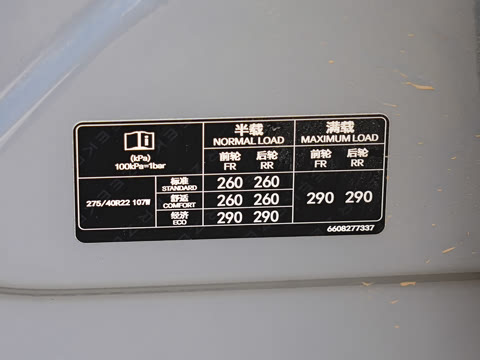 半载 满载
NORMAL LOAD MAXIMUM LOAD
(kPa) 前轮 后轮 前轮 后轮
100kPa=1bar FR RR FR RR
标准
STANDARD 260 260
275/40R22 107W 舒适
COMFORT 260 260 290 290
经济
ECO 290 290
6608277337